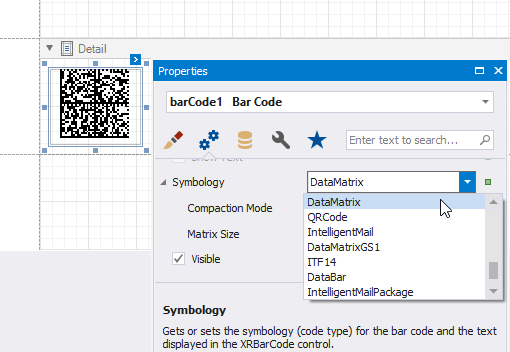 Detail
Properties
barCode1 Bar Code
Enter text to search...
Show Text
Symbology DataMatrix
DataMatrix
Compaction Mode
QRCode
IntelligentMail
Matrix Size
DataMatrixGS1
Visible
ITF14
DataBar
IntelligentMailPackage
Symbology
Gets or sets the symbology (code type) for the bar code and the text
displayed in the XRBarCode control.